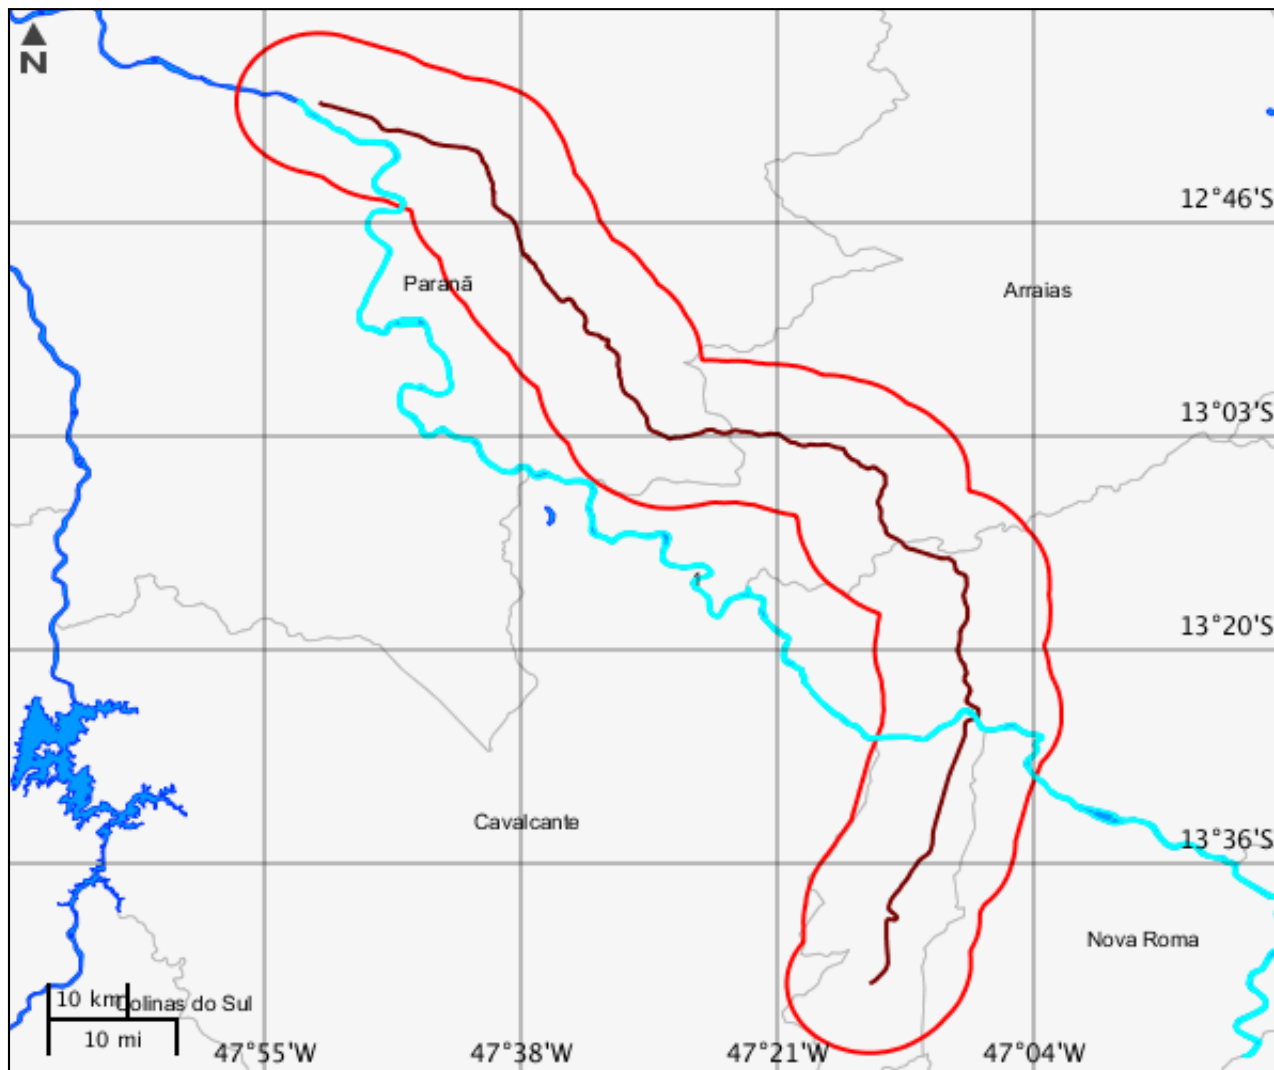 N
12°46'S
Paranã
Arraias
13°03'S
13°20'S
Cavalcante
13°36'S
Nova Roma
10 km
Colinas do Sul
10 mi
47°55'W
47°38'W
47°21'W
47°04'W